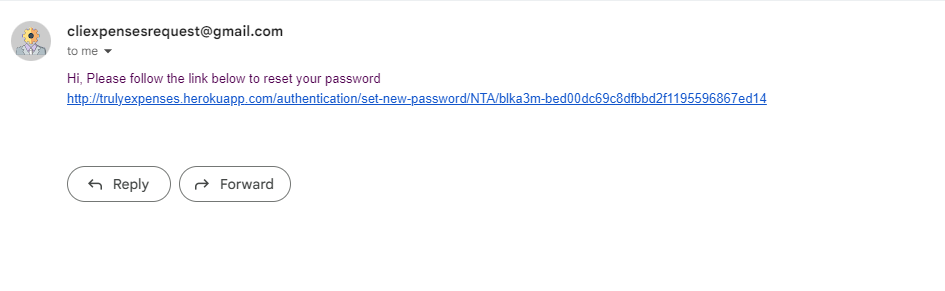 cliexpensesrequest@gmail.com
to me
Hi, Please follow the link below to reset your password
http://trulyexpenses.herokuapp.com/authentication/set-new-password/NTA/blka3m-bed00dc69c8dfbbd2f1195596867ed14
Reply
Forward